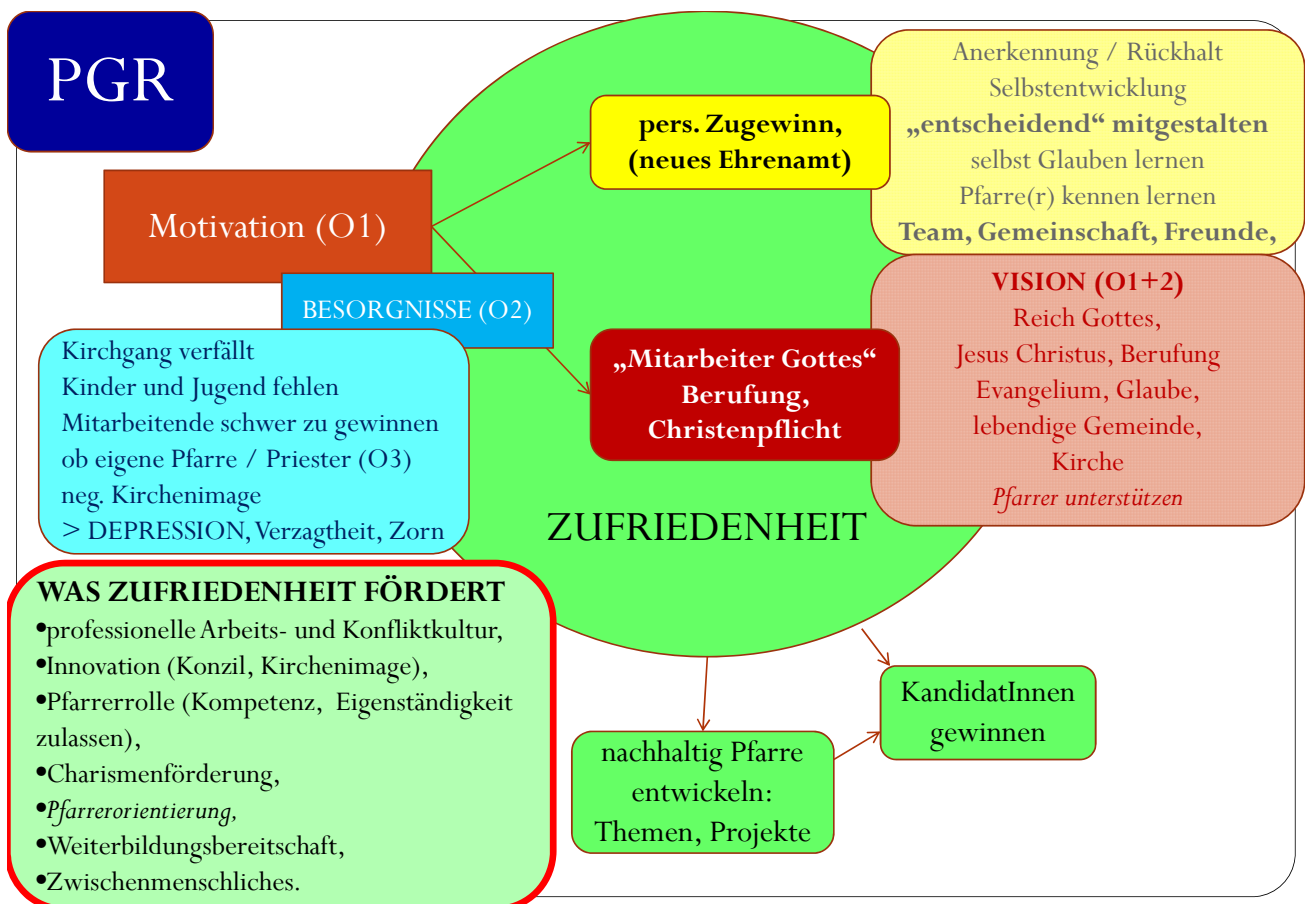 PGR
Motivation (O1)
BESORGNISSE (O2)
Kirchgang verfällt
Kinder und Jugend fehlen
Mitarbeitende schwer zu gewinnen
ob eigene Pfarre / Priester (O3)
neg. Kirchenimage
> DEPRESSION, Verzagtheit, Zorn
pers. Zugewinn,
(neues Ehrenamt)
Anerkennung / Rückhalt
Selbstentwicklung
„entscheidend“ mitgestalten
selbst Glauben lernen
Pfarre(r) kennen lernen
Team, Gemeinschaft, Freunde,
„Mitarbeiter Gottes“
Berufung,
Christenpflicht
VISION (O1+2)
Reich Gottes,
Jesus Christus, Berufung
Evangelium, Glaube,
lebendige Gemeinde,
Kirche
Pfarrer unterstützen
ZUFRIEDENHEIT
WAS ZUFRIEDENHEIT FÖRDERT
•professionelle Arbeits- und Konfliktkultur,
•Innovation (Konzil, Kirchenimage),
•Pfarrerrolle (Kompetenz, Eigenständigkeit
zulassen),
•Charismenförderung,
•Pfarrerorientierung,
•Weiterbildungsbereitschaft,
•Zwischenmenschliches.
nachhaltig Pfarre
entwickeln:
Themen, Projekte
KandidatInnen
gewinnen